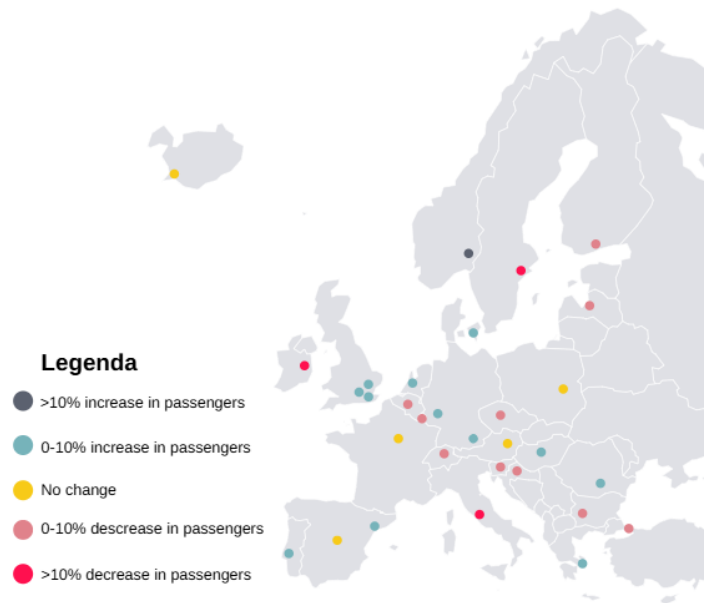 Legenda
>10% increase in passengers
0-10% increase in passengers
No change
0-10% descrease in passengers
>10% decrease in passengers